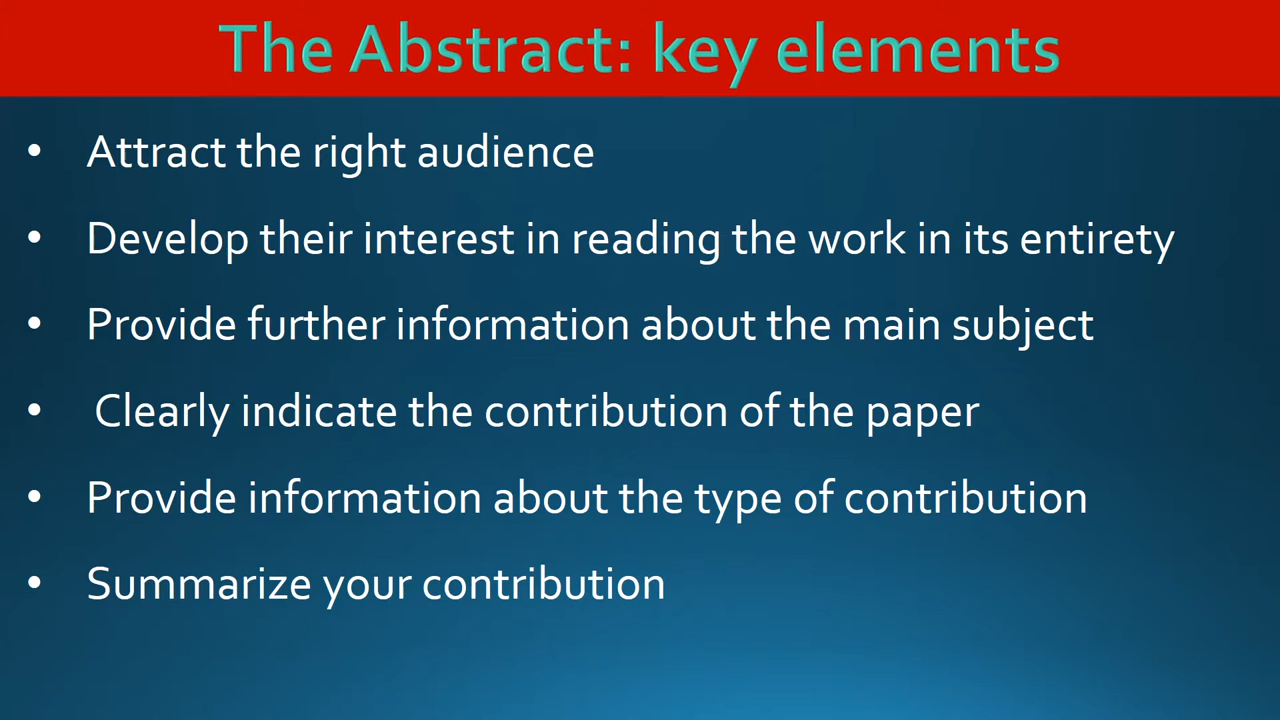 The Abstract: key elements
• Attract the right audience
• Develop their interest in reading the work in its entirety
• Provide further information about the main subject
• Clearly indicate the contribution of the paper
• Provide information about the type of contribution
• Summarize your contribution